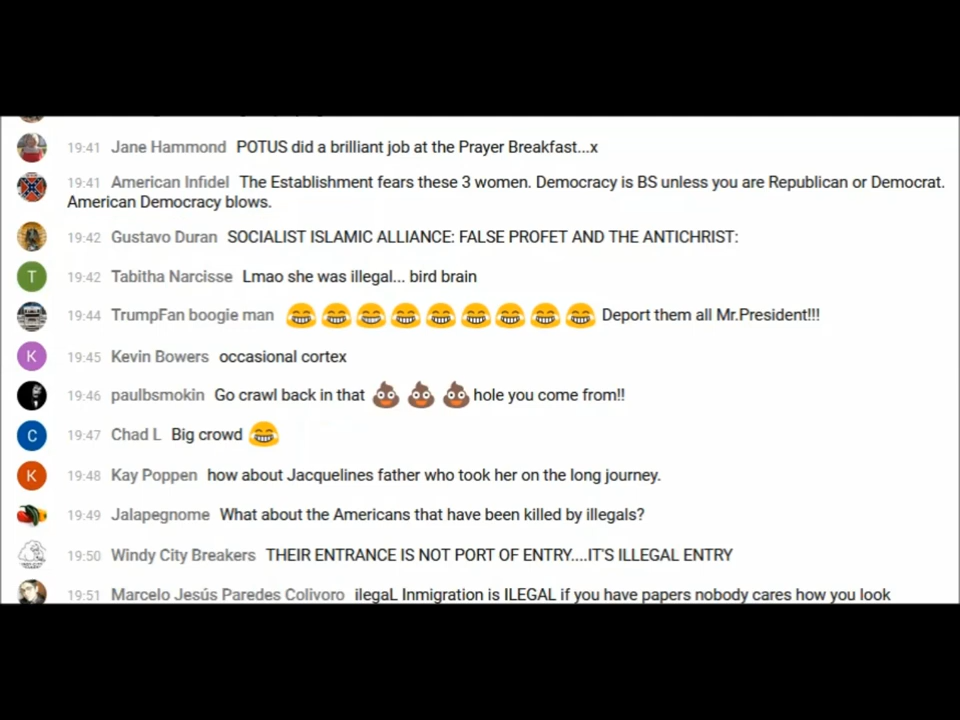 19:41 Jane Hammond POTUS did a brilliant job at the Prayer Breakfast...x
19:41 American Infidel The Establishment fears these 3 women. Democracy is BS unless you are Republican or Democrat.
American Democracy blows.
19:42 Gustavo Duran SOCIALIST ISLAMIC ALLIANCE: FALSE PROFET AND THE ANTICHRIST:
T 19:42 Tabitha Narcisse Lmao she was illegal... bird brain
19:44 TrumpFan boogie man 😂😂😂😂😂😂😂😂😂 Deport them all Mr.President!!!
K 19:45 Kevin Bowers occasional cortex
19:46 paulbsmokin Go crawl back in that 💩💩💩 hole you come from!!
C 19:47 Chad L Big crowd 😂
K 19:48 Kay Poppen how about Jacquelines father who took her on the long journey.
19:49 Jalapegnome What about the Americans that have been killed by illegals?
19:50 Windy City Breakers THEIR ENTRANCE IS NOT PORT OF ENTRY....IT'S ILLEGAL ENTRY
19:51 Marcelo Jesús Paredes Colivoro ilegaL Inmigration is ILEGAL if you have papers nobody cares how you look